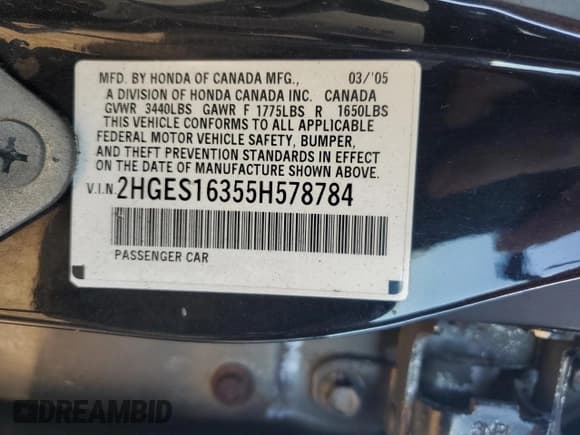 MFD. BY HONDA OF CANADA MFG., 03/'05
A DIVISION OF HONDA CANADA INC. CANADA
GVWR 3440LBS GAWR F 1775LBS R 1650LBS
THIS VEHICLE CONFORMS TO ALL APPLICABLE
FEDERAL MOTOR VEHICLE SAFETY, BUMPER,
AND THEFT PREVENTION STANDARDS IN EFFECT
ON THE DATE OF MANUFACTURE SHOWN ABOVE.
V.I.N. 2HGES16355H578784
PASSENGER CAR
DREAMBID